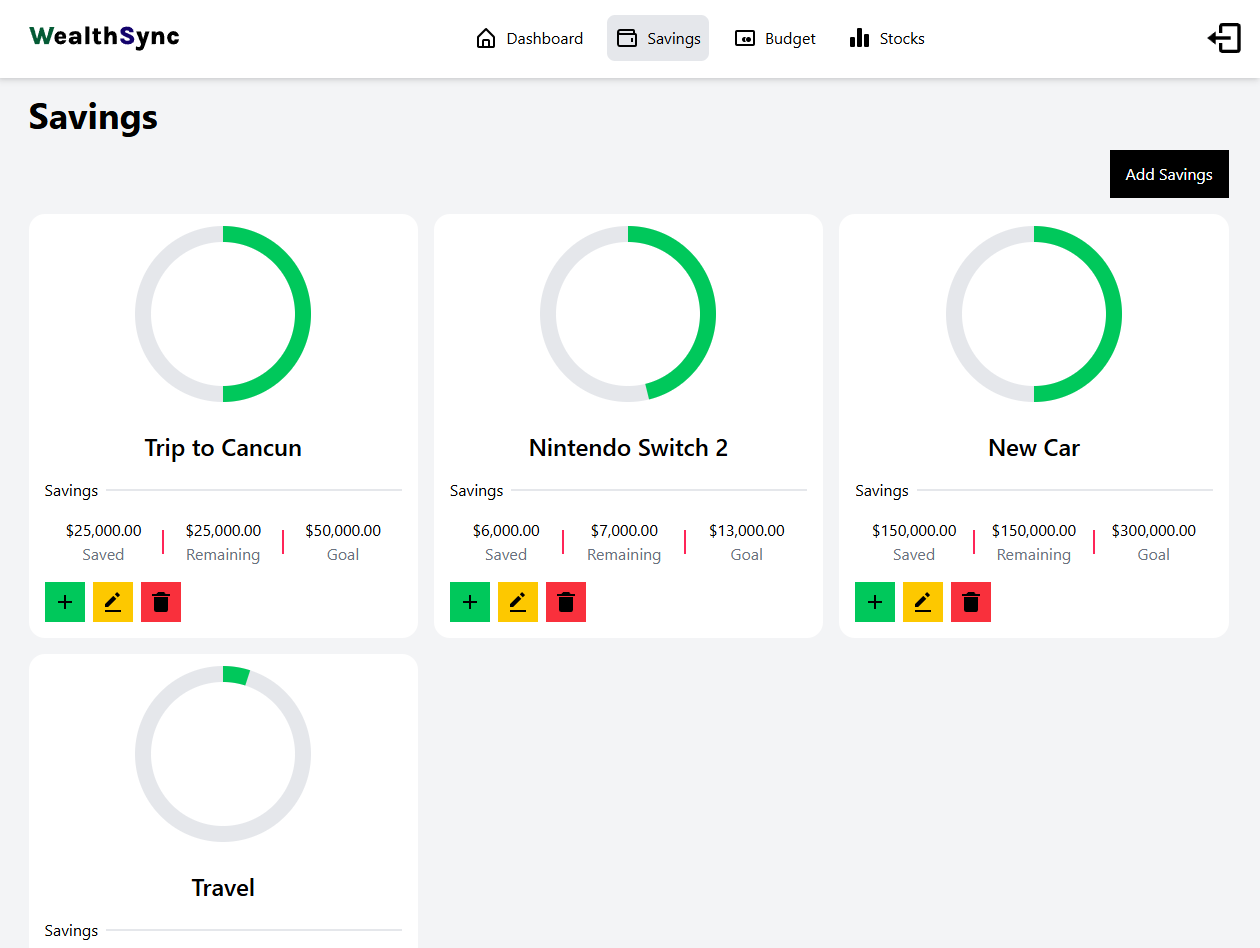 WealthSync
Dashboard
Savings
Budget
Stocks
Savings
Add Savings
Trip to Cancun
Savings
$25,000.00
Saved
$25,000.00
Remaining
$50,000.00
Goal
Nintendo Switch 2
Savings
$6,000.00
Saved
$7,000.00
Remaining
$13,000.00
Goal
New Car
Savings
$150,000.00
Saved
$150,000.00
Remaining
$300,000.00
Goal
Travel
Savings